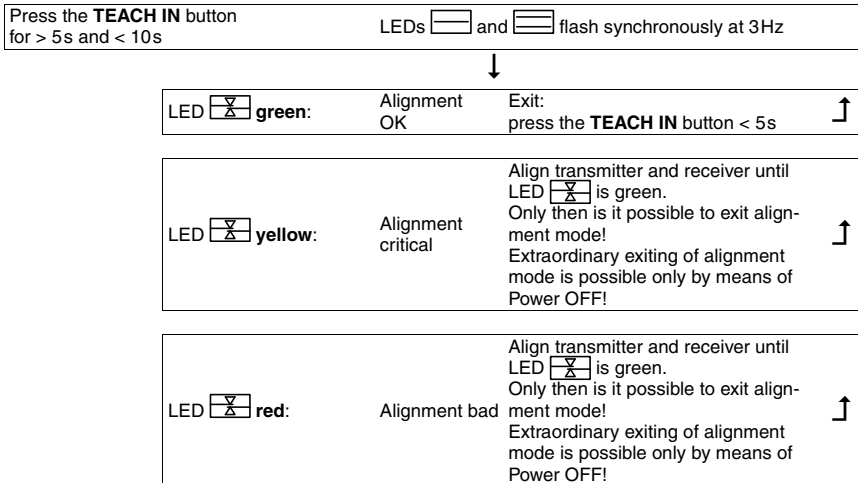 Press the TEACH IN button
for > 5s and < 10s
LEDs and flash synchronously at 3Hz
LED green:
Alignment
OK
Exit:
press the TEACH IN button < 5s
LED yellow:
Alignment
critical
Align transmitter and receiver until
LED is green.
Only then is it possible to exit align-
ment mode!
Extraordinary exiting of alignment
mode is possible only by means of
Power OFF!
LED red:
Alignment bad
Align transmitter and receiver until
LED is green.
Only then is it possible to exit align-
ment mode!
Extraordinary exiting of alignment
mode is possible only by means of
Power OFF!